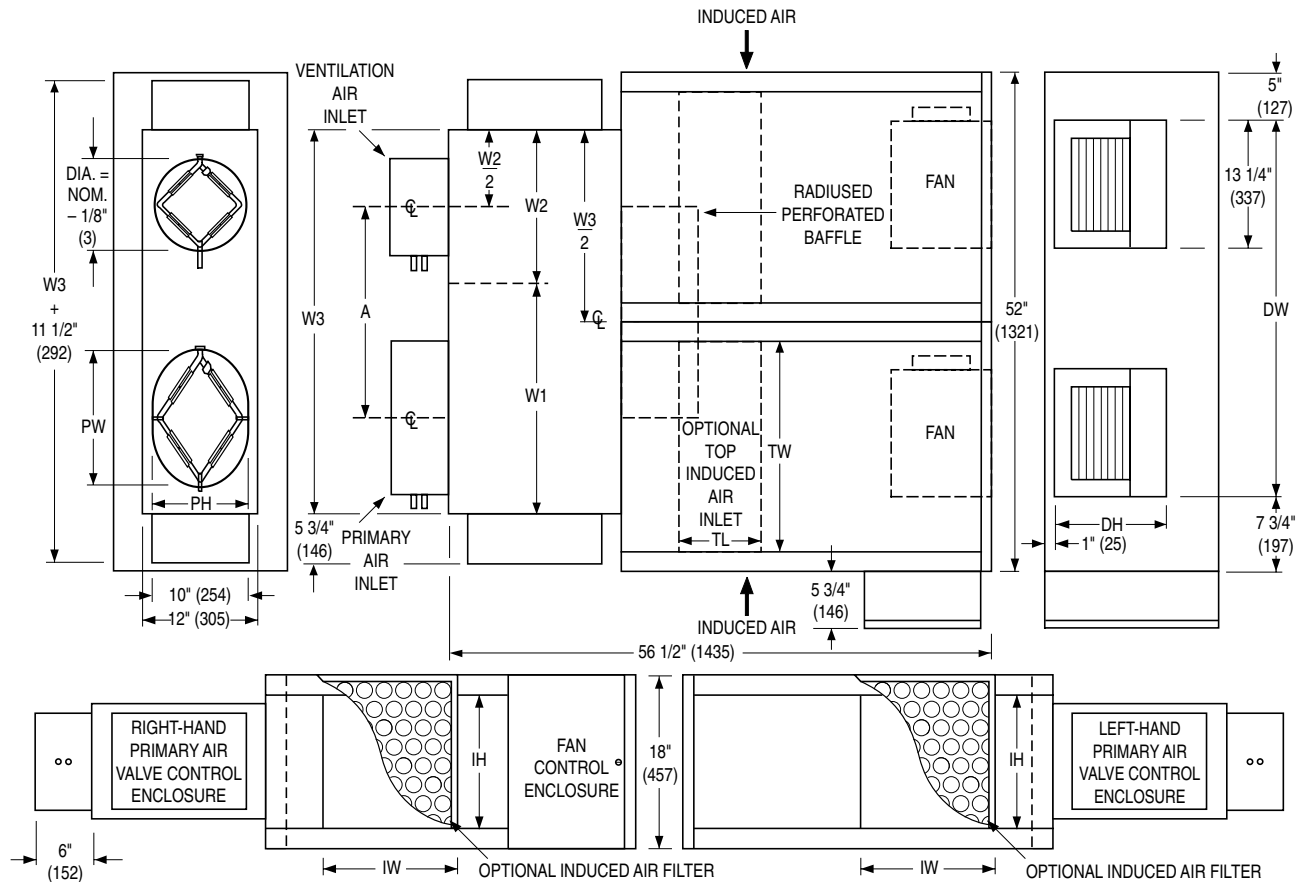 INDUCED AIR
VENTILATION
AIR
INLET
5"
(127)
DIA. =
NOM.
– 1/8"
(3)
W2
2
W2
W3
2
RADIUSED
PERFORATED
BAFFLE
FAN
13 1/4"
(337)
CL
W3
+
11 1/2"
(292)
W3
A
CL
52"
(1321)
DW
PW
CL
W1
OPTIONAL
TOP
INDUCED
AIR
INLET
TW
FAN
PH
TL
DH
1" (25)
5 3/4"
(146)
PRIMARY
AIR
INLET
7 3/4"
(197)
10" (254)
12" (305)
5 3/4"
(146)
INDUCED AIR
56 1/2" (1435)
RIGHT-HAND
PRIMARY AIR
VALVE CONTROL
ENCLOSURE
IH
FAN
CONTROL
ENCLOSURE
18"
(457)
IH
LEFT-HAND
PRIMARY AIR
VALVE CONTROL
ENCLOSURE
6"
(152)
IW
OPTIONAL INDUCED AIR FILTER
IW
OPTIONAL INDUCED AIR FILTER